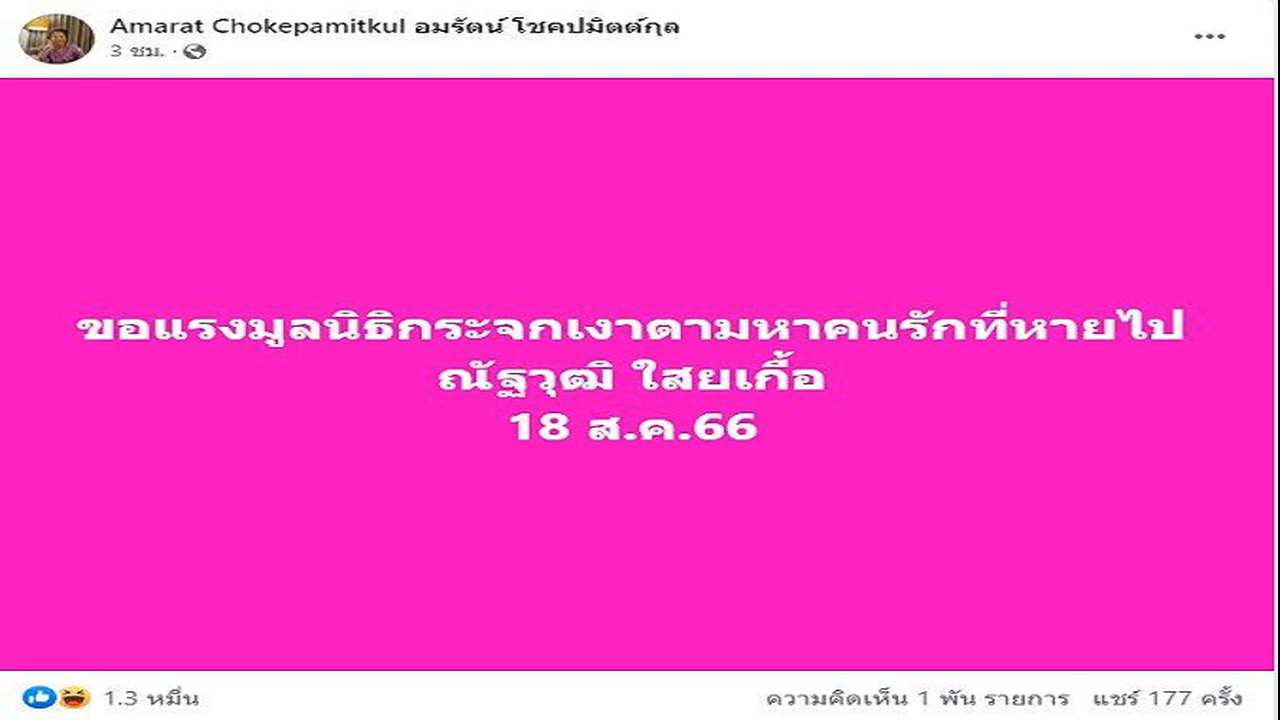 Amarat Chokepamitkul อมรัตน์ โชคปมิตต์กุล
3 ชม.
ขอแรงมูลนิธิกระจกเงาตามหาคนรักที่หายไป
ณัฐวุฒิ ใสยเกื้อ
18 ส.ค.66
1.3 หมื่น ความคิดเห็น 1 พัน รายการ แชร์ 177 ครั้ง